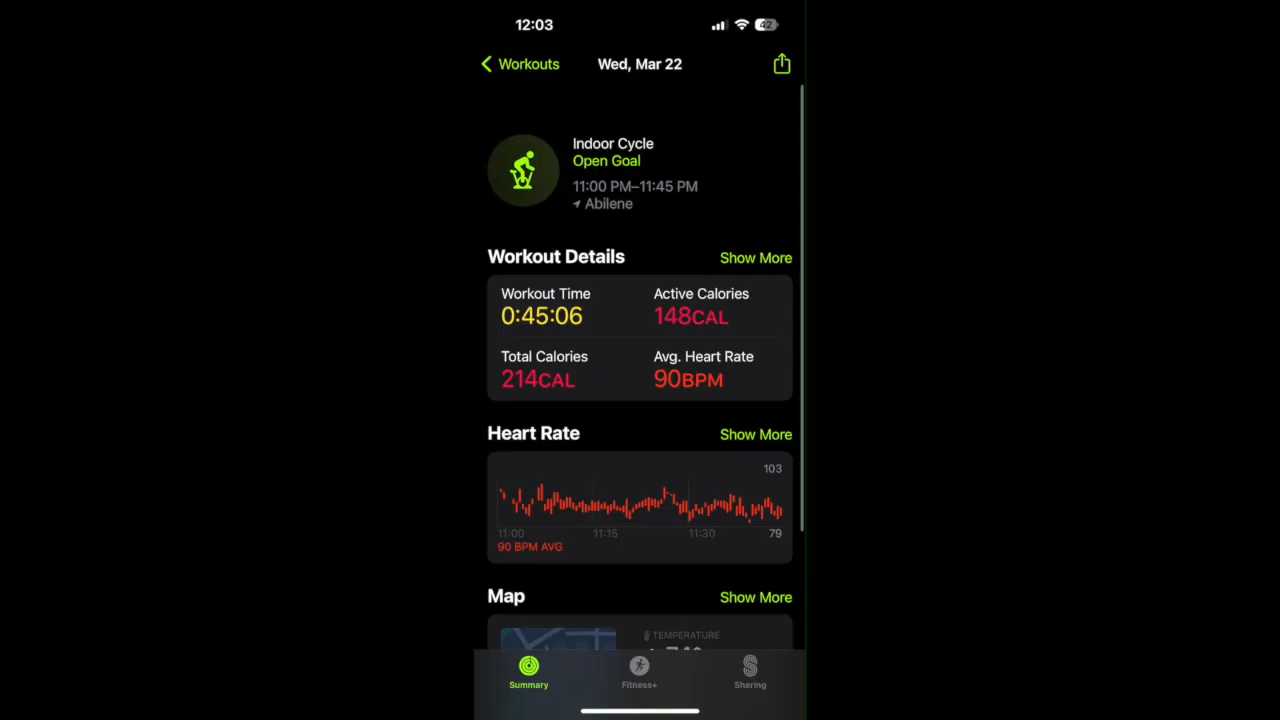 12:03
42
Workouts
Wed, Mar 22
Indoor Cycle
Open Goal
11:00 PM–11:45 PM
Abilene
Workout Details
Show More
Workout Time
Active Calories
0:45:06
148CAL
Total Calories
Avg. Heart Rate
214CAL
90BPM
Heart Rate
Show More
103
11:00
11:15
11:30
79
90 BPM AVG
Map
Show More
TEMPERATURE
Summary
Fitness+
Sharing